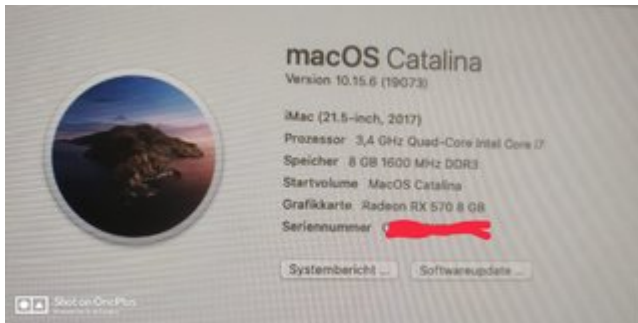 macOS Catalina
Version 10.15.6 (19G73)
iMac (21.5-inch, 2017)
Prozessor 3,4 GHz Quad-Core Intel Core i7
Speicher 8 GB 1600 MHz DDR3
Startvolume MacOS Catalina
Grafikkarte Radeon RX 570 8 GB
Seriennummer
Systembericht ...
Softwareupdate ...
Shot on OnePlus